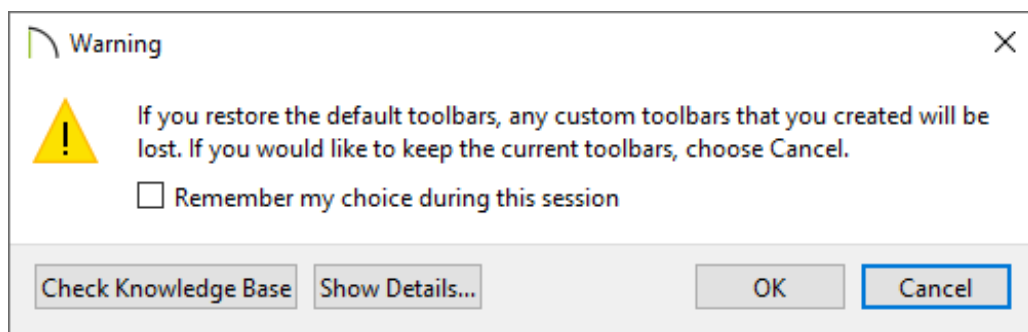 Warning
If you restore the default toolbars, any custom toolbars that you created will be
lost. If you would like to keep the current toolbars, choose Cancel.
Remember my choice during this session
Check Knowledge Base
Show Details...
OK
Cancel